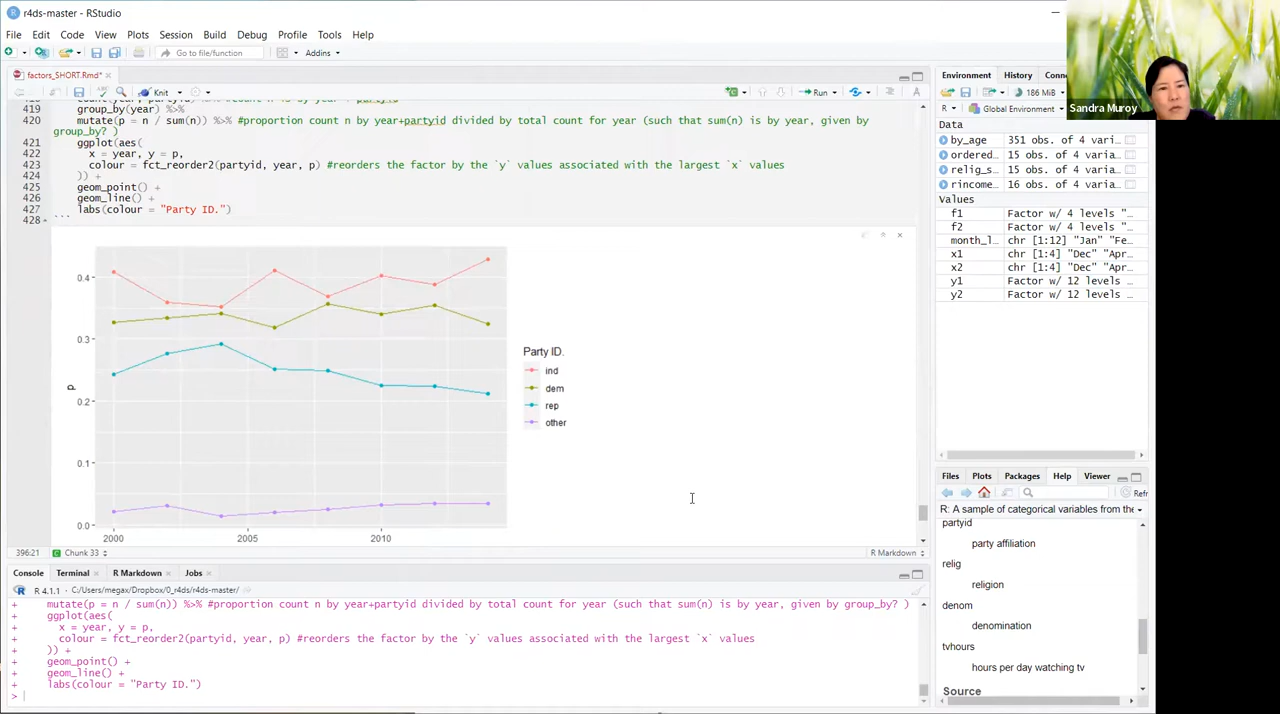 r4ds-master - RStudio
File Edit Code View Plots Session Build Debug Profile Tools Help
Go to file/function Addins
Sandra Muroy
factors_SHORT.Rmd*
Knit Run
419 group_by(year) %>%
420 mutate(p = n / sum(n)) %>% #proportion count n by year+partyid divided by total count for year (such that sum(n) is by year, given by
group_by? )
421 ggplot(aes(
422 x = year, y = p,
423 colour = fct_reorder2(partyid, year, p) #reorders the factor by the `y` values associated with the largest `x` values
424 )) +
425 geom_point() +
426 geom_line() +
427 labs(colour = "Party ID.")
428 ```
0.4
0.3
0.2
0.1
0.0
p
2000 2005 2010
Party ID.
ind
dem
rep
other
396:21 Chunk 33 R Markdown
Console Terminal R Markdown Jobs
R 4.1.1 · C:/Users/megax/Dropbox/0_r4ds/r4ds-master/
+ mutate(p = n / sum(n)) %>% #proportion count n by year+partyid divided by total count for year (such that sum(n) is by year, given by group_by? )
+ ggplot(aes(
+ x = year, y = p,
+ colour = fct_reorder2(partyid, year, p) #reorders the factor by the `y` values associated with the largest `x` values
+ )) +
+ geom_point() +
+ geom_line() +
+ labs(colour = "Party ID.")
>
Environment History Conn
186 MiB
R Global Environment
Data
by_age 351 obs. of 4 vari…
ordered… 15 obs. of 4 varia…
relig_s… 15 obs. of 4 varia…
rincome… 16 obs. of 4 varia…
Values
f1 Factor w/ 4 levels "…
f2 Factor w/ 4 levels "…
month_l… chr [1:12] "Jan" "Fe…
x1 chr [1:4] "Dec" "Apr…
x2 chr [1:4] "Dec" "Apr…
y1 Factor w/ 12 levels …
y2 Factor w/ 12 levels …
Files Plots Packages Help Viewer
Refr
R: A sample of categorical variables from the
partyid
party affiliation
relig
religion
denom
denomination
tvhours
hours per day watching tv
Source